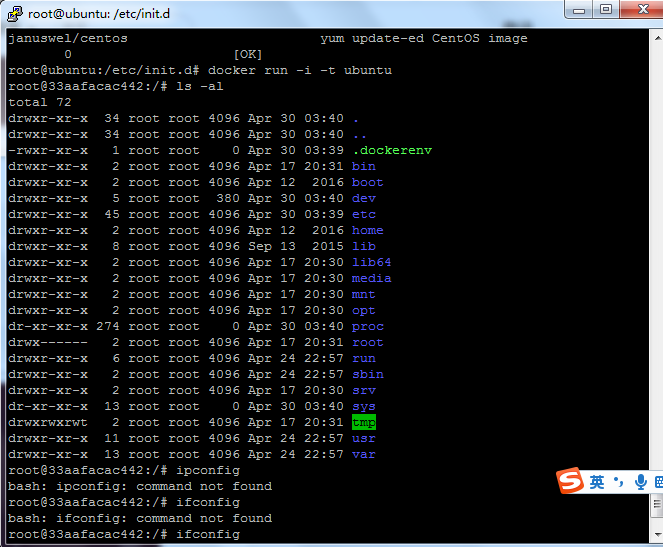 root@ubuntu: /etc/init.d
januswel/centos                         yum update-ed CentOS image
       0                     [OK]
root@ubuntu:/etc/init.d# docker run -i -t ubuntu
root@33aafacac442:/# ls -al
total 72
drwxr-xr-x  34 root root 4096 Apr 30 03:40 .
drwxr-xr-x  34 root root 4096 Apr 30 03:40 ..
-rwxr-xr-x   1 root root    0 Apr 30 03:39 .dockerenv
drwxr-xr-x   2 root root 4096 Apr 17 20:31 bin
drwxr-xr-x   2 root root 4096 Apr 12  2016 boot
drwxr-xr-x   5 root root  380 Apr 30 03:40 dev
drwxr-xr-x  45 root root 4096 Apr 30 03:39 etc
drwxr-xr-x   2 root root 4096 Apr 12  2016 home
drwxr-xr-x   8 root root 4096 Sep 13  2015 lib
drwxr-xr-x   2 root root 4096 Apr 17 20:30 lib64
drwxr-xr-x   2 root root 4096 Apr 17 20:30 media
drwxr-xr-x   2 root root 4096 Apr 17 20:30 mnt
drwxr-xr-x   2 root root 4096 Apr 17 20:30 opt
dr-xr-xr-x 274 root root    0 Apr 30 03:40 proc
drwx------   2 root root 4096 Apr 17 20:31 root
drwxr-xr-x   6 root root 4096 Apr 24 22:57 run
drwxr-xr-x   2 root root 4096 Apr 24 22:57 sbin
drwxr-xr-x   2 root root 4096 Apr 17 20:30 srv
dr-xr-xr-x  13 root root    0 Apr 30 03:40 sys
drwxrwxrwt   2 root root 4096 Apr 17 20:31 tmp
drwxr-xr-x  11 root root 4096 Apr 24 22:57 usr
drwxr-xr-x  13 root root 4096 Apr 24 22:57 var
root@33aafacac442:/# ipconfig
bash: ipconfig: command not found
root@33aafacac442:/# ifconfig
bash: ifconfig: command not found
root@33aafacac442:/# ifconfig
S 英